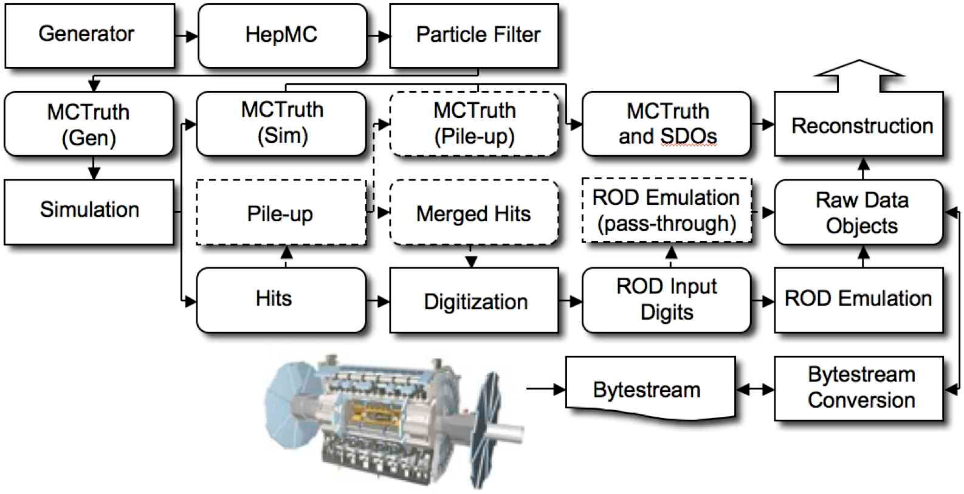 Generator
HepMC
Particle Filter
MCTruth
(Gen)
MCTruth
(Sim)
MCTruth
(Pile-up)
MCTruth
and SDOs
Reconstruction
Simulation
Pile-up
Merged Hits
ROD Emulation
(pass-through)
Raw Data
Objects
Hits
Digitization
ROD Input
Digits
ROD Emulation
Bytestream
Bytestream
Conversion